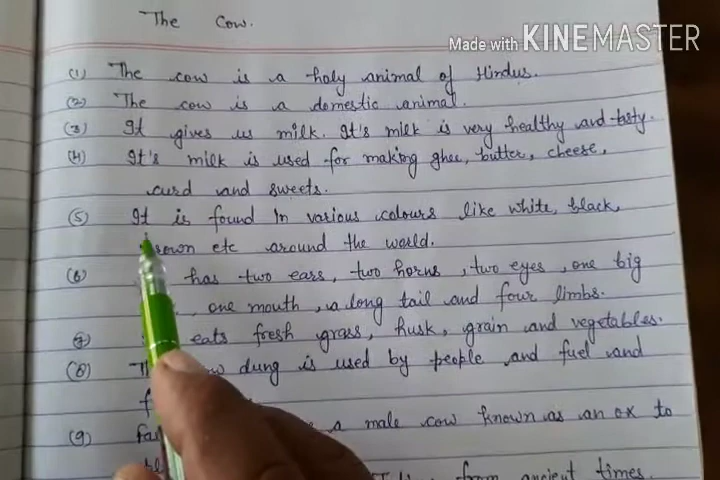 The Cow.
Made with KINEMASTER
(1) The cow is a holy animal of Hindus.
(2) The cow is a domestic animal.
(3) It gives us milk. It's milk is very healthy and tasty.
(4) It's milk is used for making ghee, butter, cheese,
curd and sweets.
(5) It is found In various colours like white, black,
etc around the world.
(6) has two ears, two horns, two eyes, one big
one mouth, a long tail and four limbs.
(7) eats fresh grass, husk, grain and vegetables.
(8) dung is used by people and fuel and
(9) a male cow known as an ox to
from ancient times.